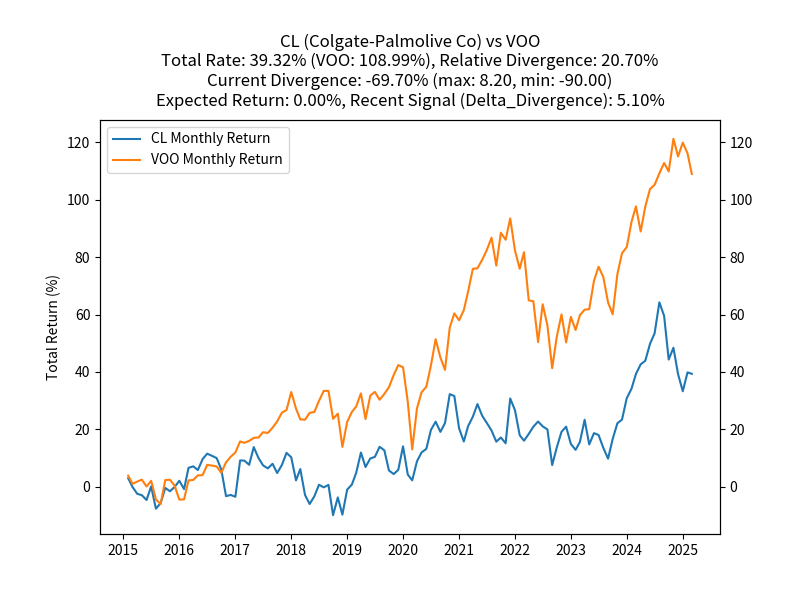 CL (Colgate-Palmolive Co) vs VOO
Total Rate: 39.32% (VOO: 108.99%), Relative Divergence: 20.70%
Current Divergence: -69.70% (max: 8.20, min: -90.00)
Expected Return: 0.00%, Recent Signal (Delta_Divergence): 5.10%
CL Monthly Return
VOO Monthly Return
Total Return (%)
120
100
80
60
40
20
0
120
100
80
60
40
20
0
2015 2016 2017 2018 2019 2020 2021 2022 2023 2024 2025